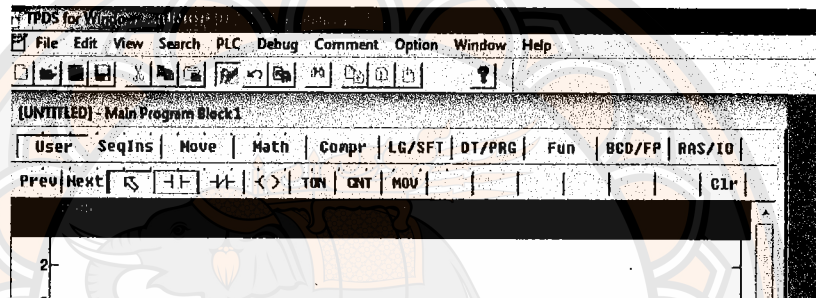 TPDS for Windows
File Edit View Search PLC Debug Comment Option Window Help
[UNTITLED] - Main Program Block1
User SeqIns Move Math Compr LG/SFT DT/PRG Fun BCD/FP RAS/IO
Prev Next TON CNT MOV Clr
2